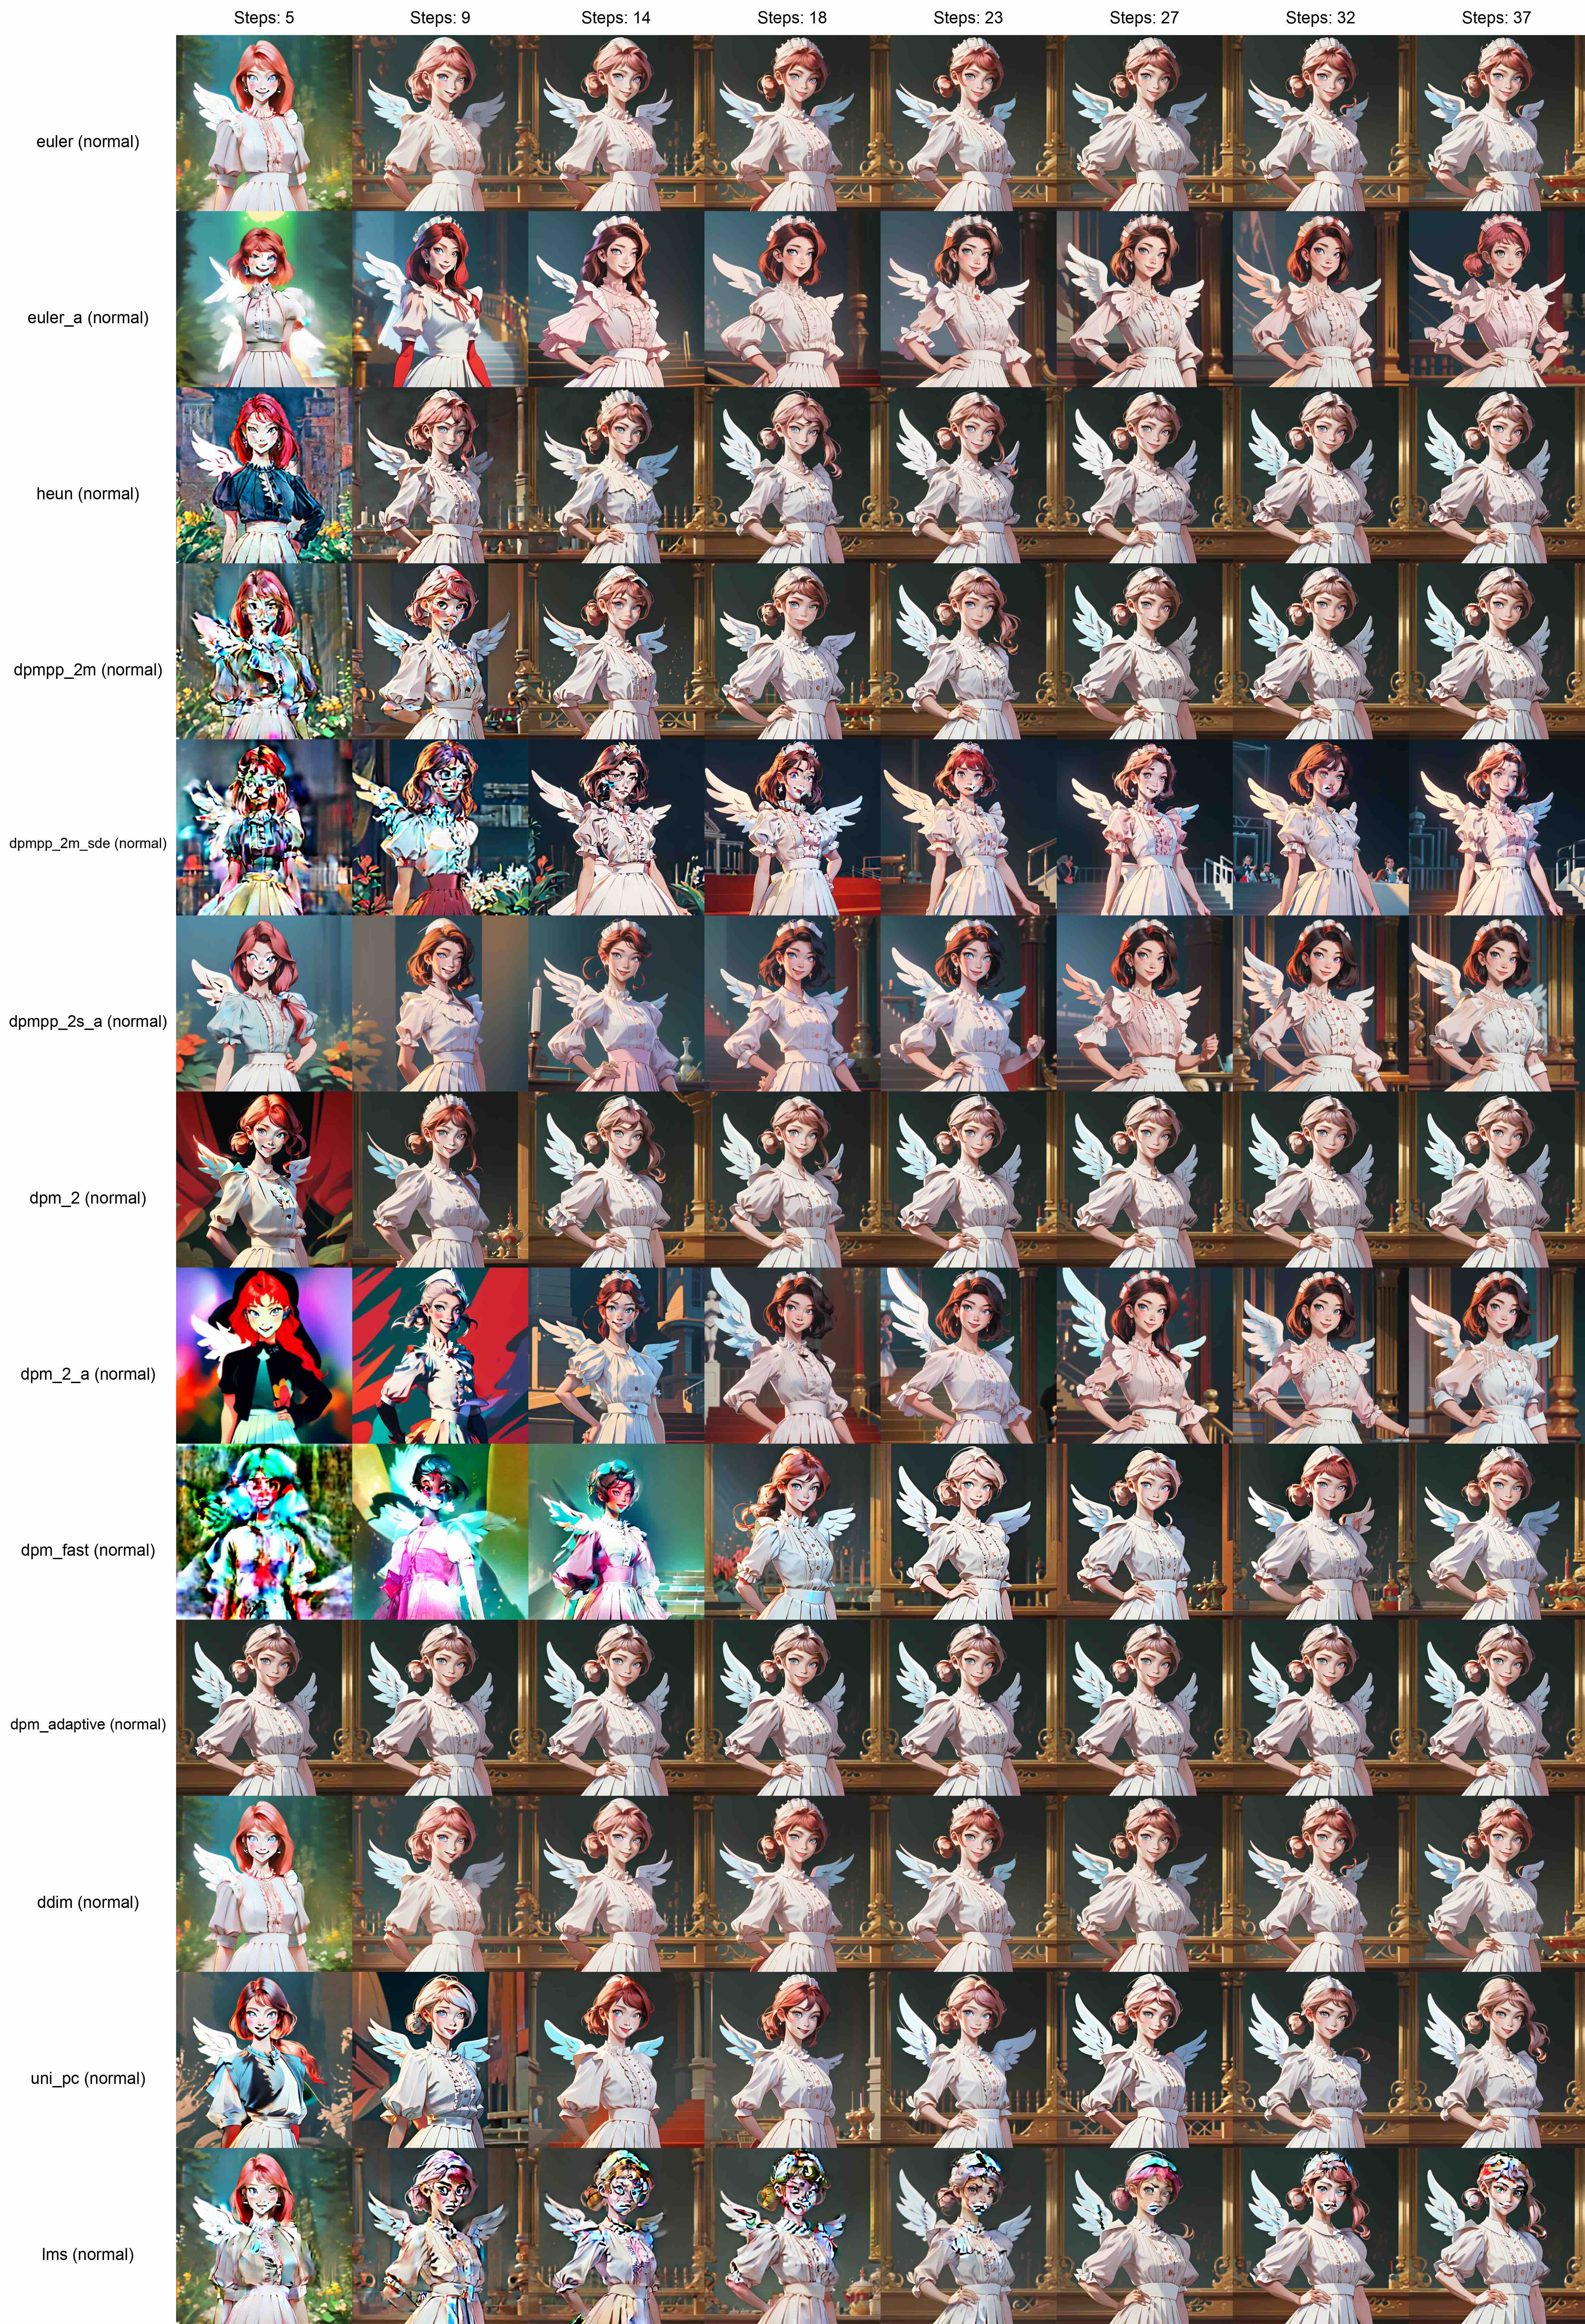 Steps: 5 Steps: 9 Steps: 14 Steps: 18 Steps: 23 Steps: 27 Steps: 32 Steps: 37
euler (normal)
euler_a (normal)
heun (normal)
dpmpp_2m (normal)
dpmpp_2m_sde (normal)
dpmpp_2s_a (normal)
dpm_2 (normal)
dpm_2_a (normal)
dpm_fast (normal)
dpm_adaptive (normal)
ddim (normal)
uni_pc (normal)
lms (normal)